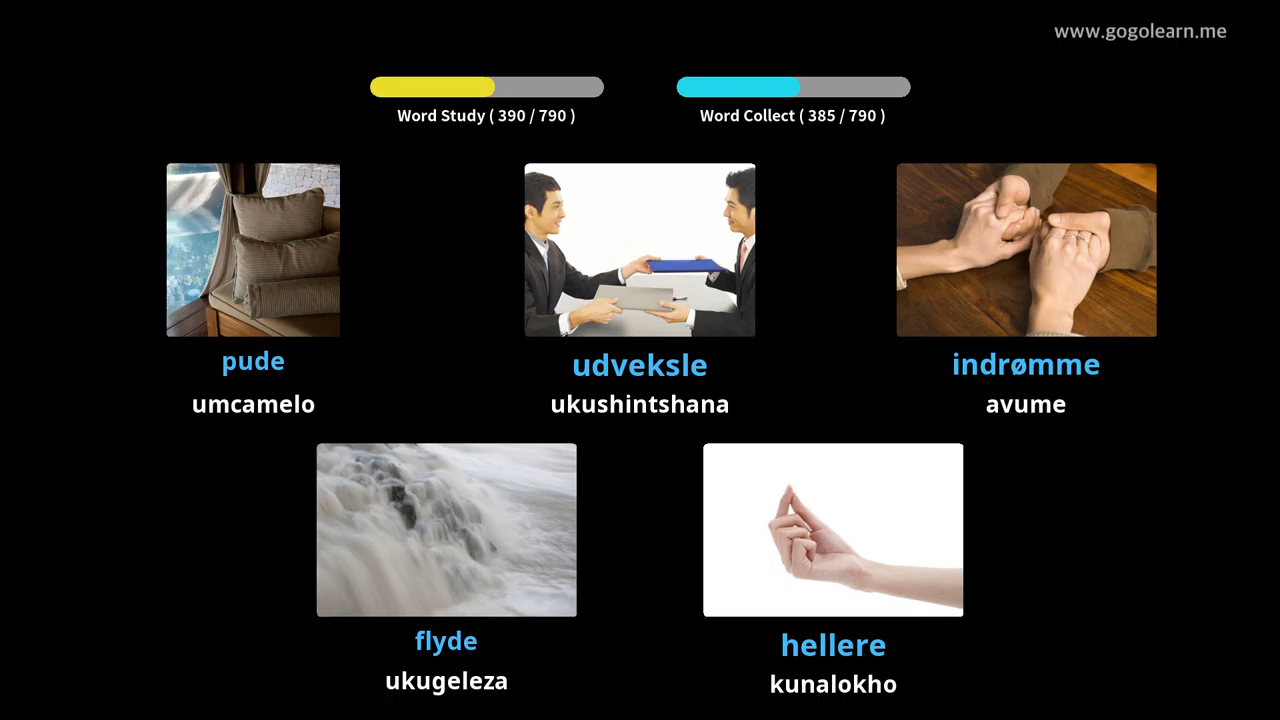 www.gogolearn.me
Word Study ( 390 / 790 )
Word Collect ( 385 / 790 )
pude
umcamelo
udveksle
ukushintshana
indrømme
avume
flyde
ukugeleza
hellere
kunalokho